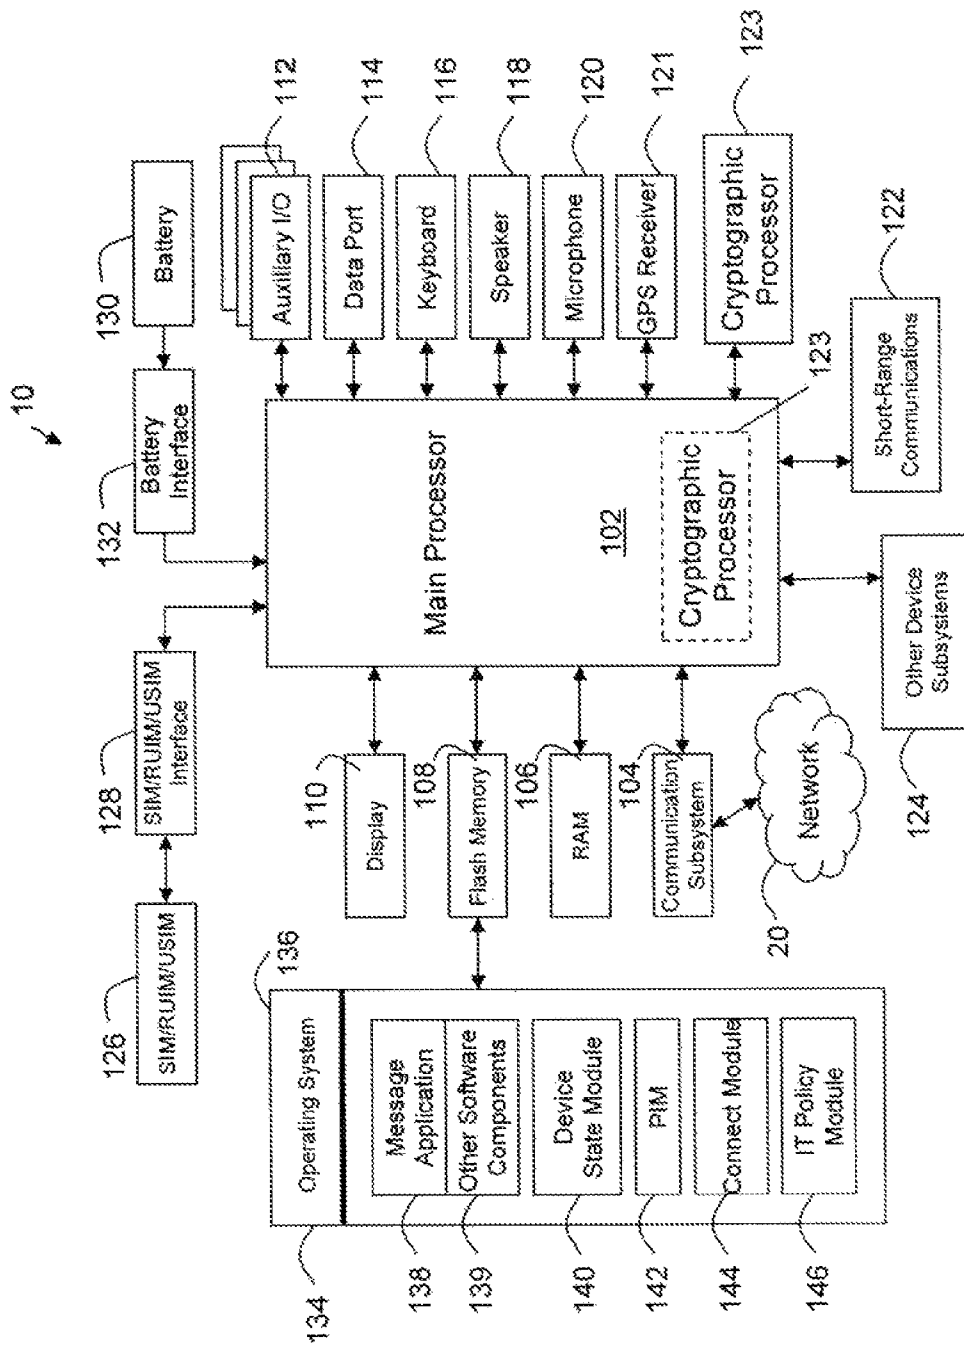 10
126
SIM/RUIM/USIM
128
SIM/RUIM/USIM
Interface
132
Battery
Interface
130
Battery
134
Operating System
136
138
Message
Application
139
Other Software
Components
140
Device
State Module
142
PIM
144
Connect Module
146
IT Policy
Module
110
Display
108
Flash Memory
106
RAM
104
Communication
Subsystem
20
Network
Main Processor
102
Cryptographic
Processor
123
Auxiliary I/O
112
Data Port
114
Keyboard
116
Speaker
118
Microphone
120
GPS Receiver
121
Cryptographic
Processor
123
Short-Range
Communications
122
Other Device
Subsystems
124